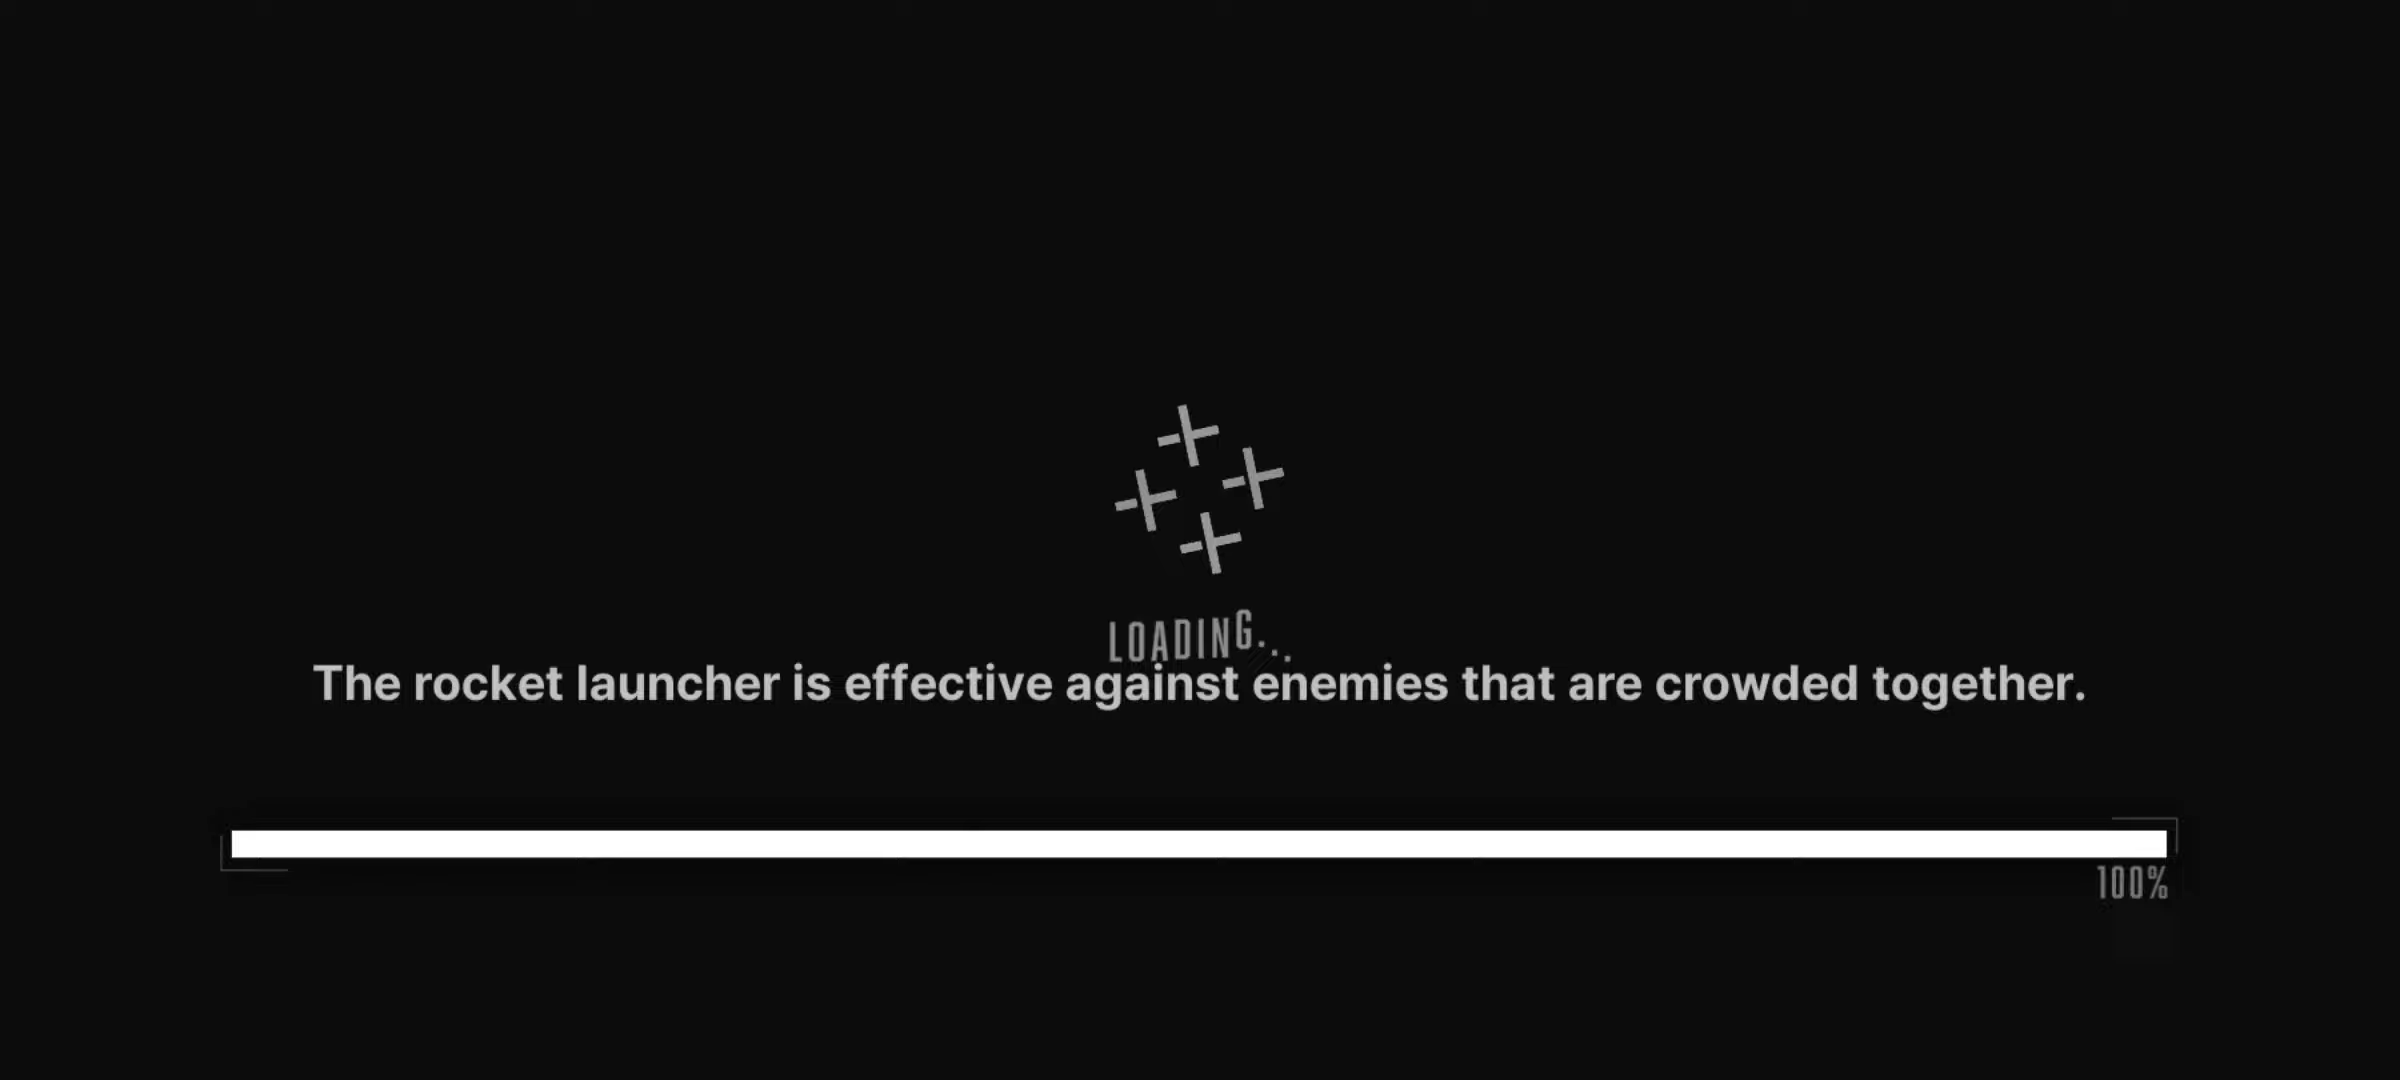 LOADING...
The rocket launcher is effective against enemies that are crowded together.
100%